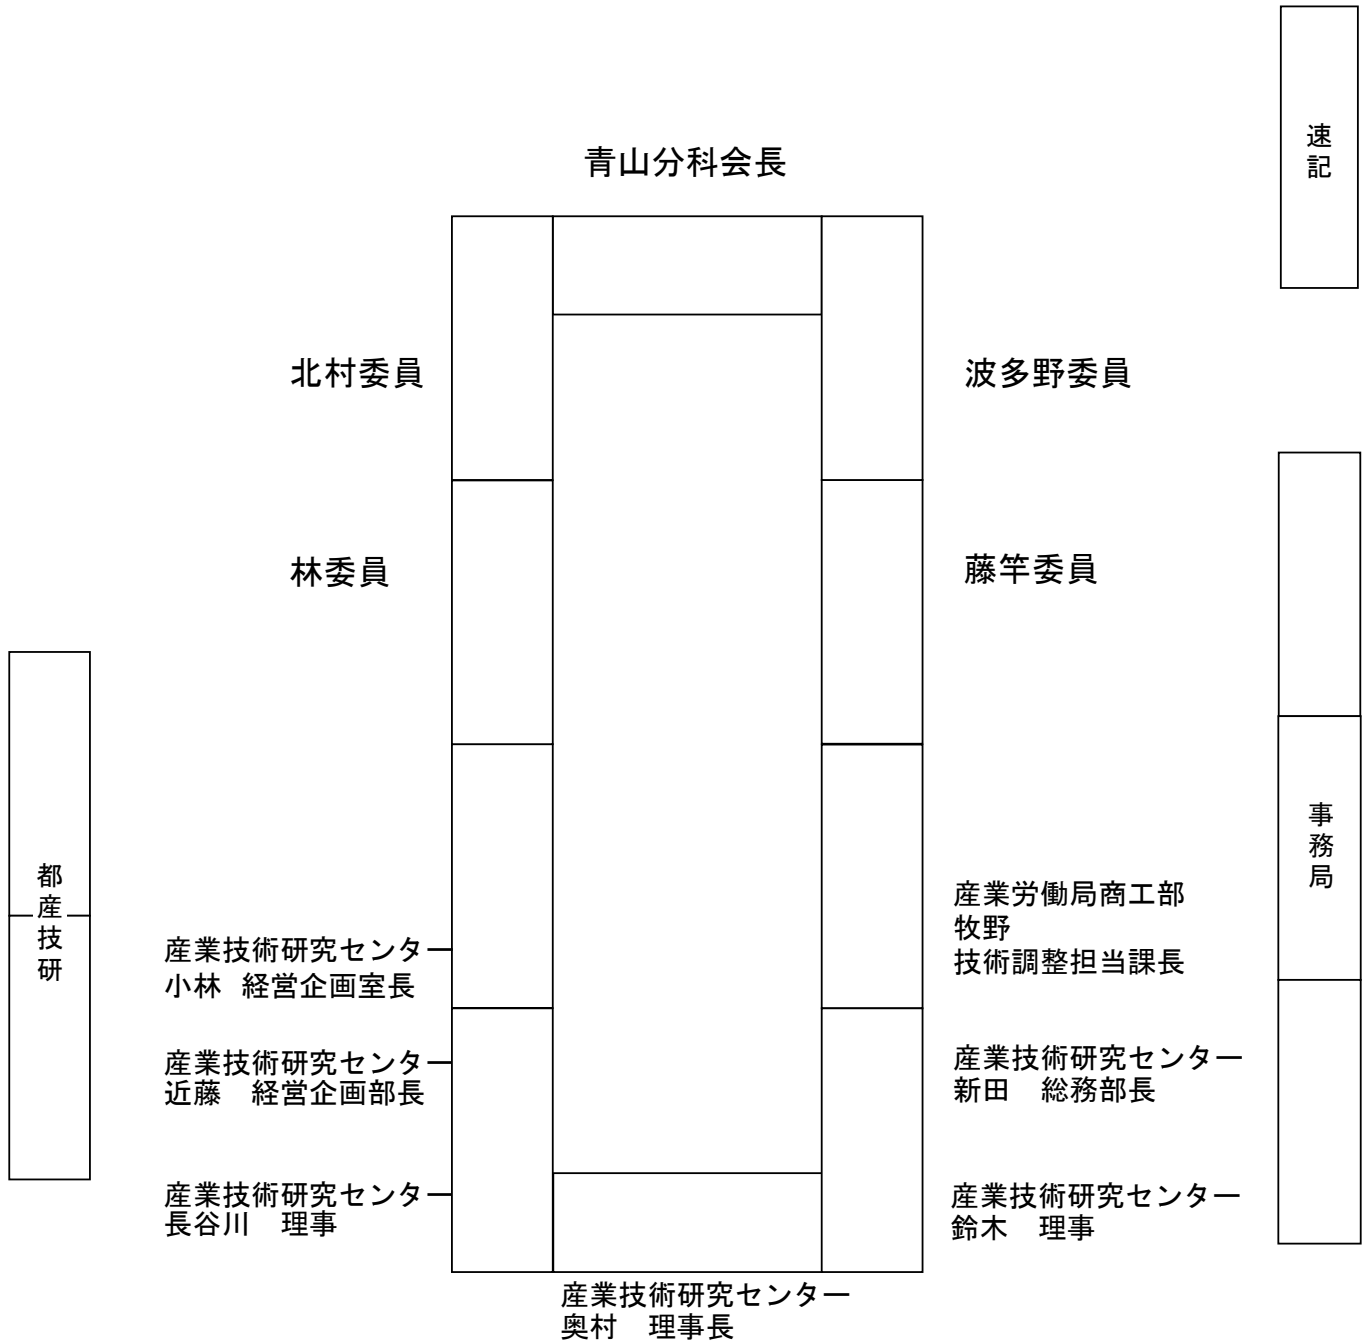 速記
青山分科会長
北村委員
波多野委員
林委員
藤竿委員
都産技研
事務局
産業技術研究センター
小林　経営企画室長
産業労働局商工部
牧野
技術調整担当課長
産業技術研究センター
近藤　経営企画部長
産業技術研究センター
新田　総務部長
産業技術研究センター
長谷川　理事
産業技術研究センター
鈴木　理事
産業技術研究センター
奥村　理事長